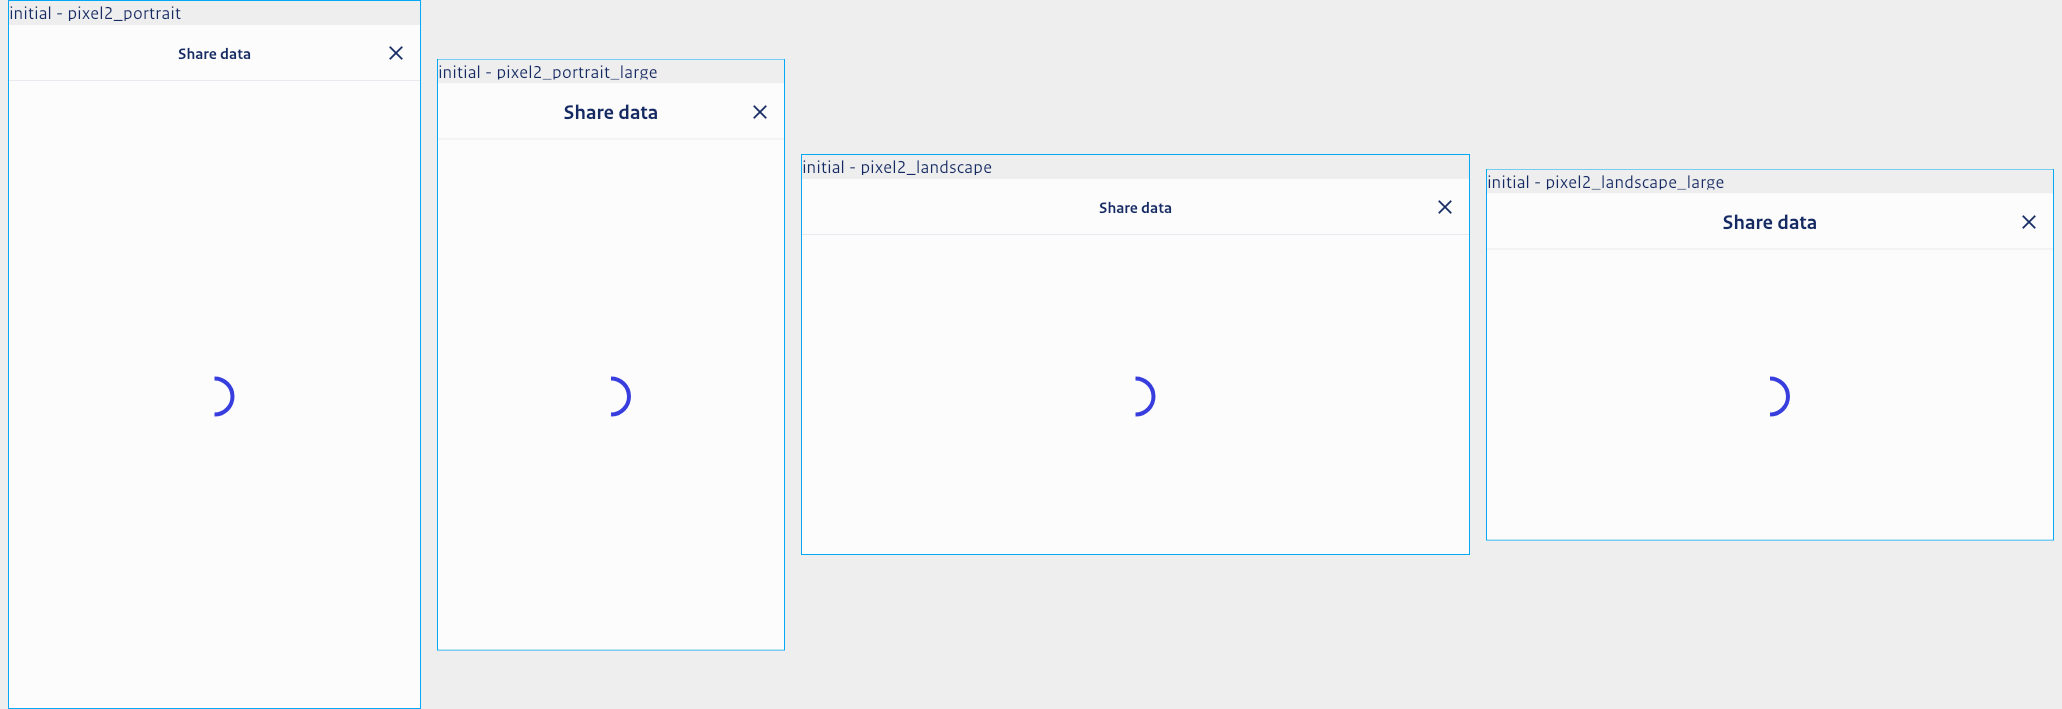 initial - pixel2_portrait
Share data
initial - pixel2_portrait_large
Share data
initial - pixel2_landscape
Share data
initial - pixel2_landscape_large
Share data